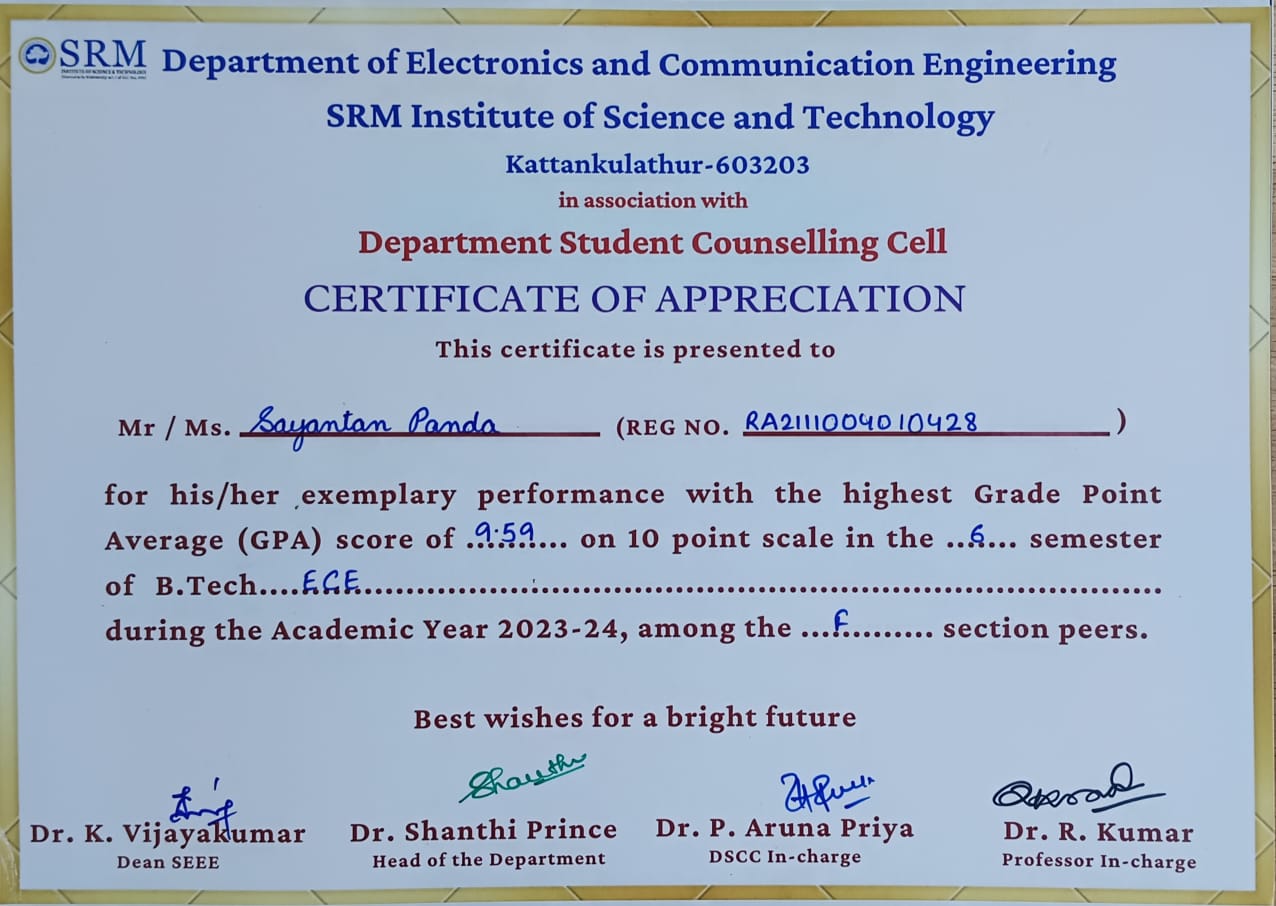 SRM Department of Electronics and Communication Engineering
INSTITUTE OF SCIENCE & TECHNOLOGY
SRM Institute of Science and Technology
Kattankulathur-603203
in association with
Department Student Counselling Cell
CERTIFICATE OF APPRECIATION
This certificate is presented to
Mr / Ms. Sayantan Panda (REG NO. RA2111004010428 )
for his/her exemplary performance with the highest Grade Point
Average (GPA) score of ..9.59... on 10 point scale in the ..6... semester
of B.Tech....ECE....................................................................................
during the Academic Year 2023-24, among the ...F......... section peers.
Best wishes for a bright future
Shanthi
Dr. K. Vijayakumar Dr. Shanthi Prince Dr. P. Aruna Priya Dr. R. Kumar
Dean SEEE Head of the Department DSCC In-charge Professor In-charge